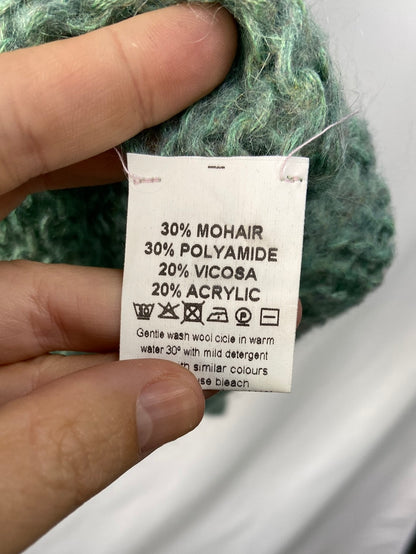 30% MOHAIR
30% POLYAMIDE
20% VICOSA
20% ACRYLIC
Gentle wash wool cicle in warm
water 30° with mild detergent
with similar colours
use bleach